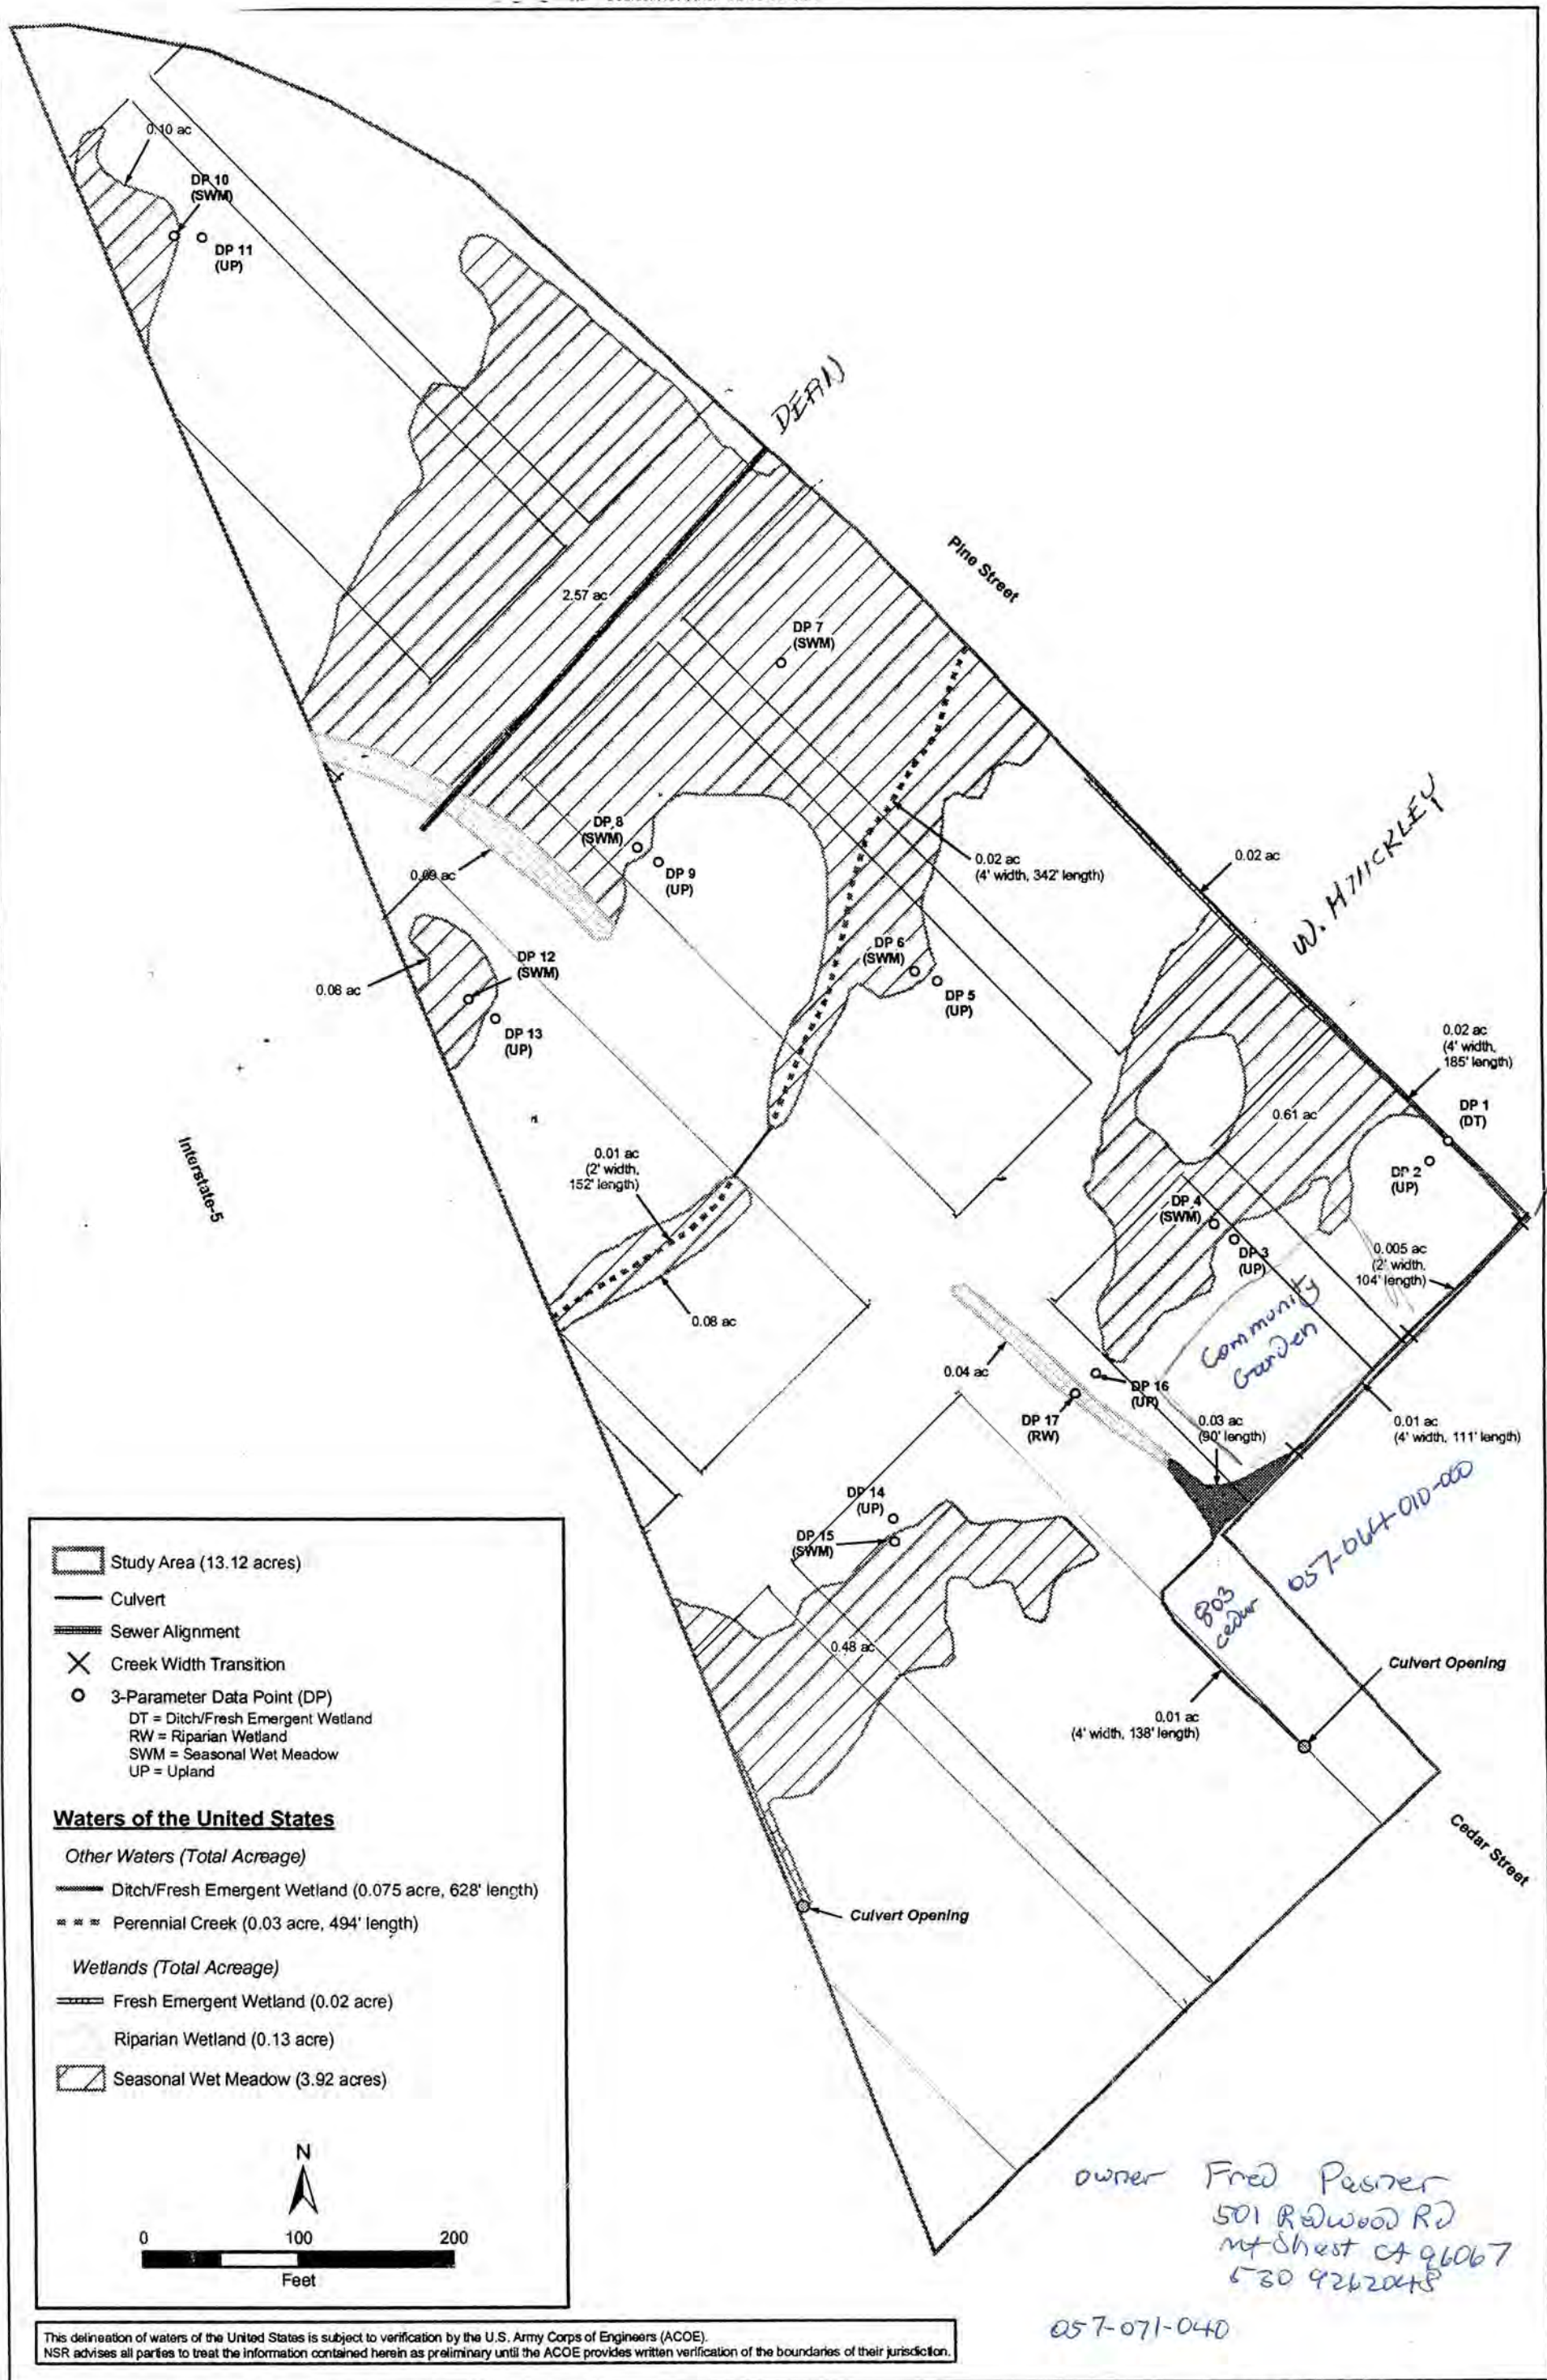 0.10 ac
DP 10
(SWM)
DP 11
(UP)
DEAN
Pine Street
2.57 ac
DP 7
(SWM)
W. HINCKLEY
DP 8
(SWM)
DP 9
(UP)
0.02 ac
(4' width, 342' length)
0.02 ac
0.09 ac
DP 12
(SWM)
0.08 ac
DP 13
(UP)
DP 6
(SWM)
DP 5
(UP)
0.02 ac
(4' width,
185' length)
DP 1
(DT)
0.61 ac
DP 2
(UP)
Interstate-5
0.01 ac
(2' width,
152' length)
DP 4
(SWM)
DP 3
(UP)
0.005 ac
(2' width,
104' length)
0.08 ac
Community
Garden
0.04 ac
DP 16
(UP)
DP 17
(RW)
0.03 ac
(90' length)
0.01 ac
(4' width, 111' length)
057-064-010-000
DP 14
(UP)
DP 15
(SWM)
803
cedar
0.48 ac
Culvert Opening
0.01 ac
(4' width, 138' length)
Cedar Street
Culvert Opening
Study Area (13.12 acres)
Culvert
Sewer Alignment
Creek Width Transition
3-Parameter Data Point (DP)
DT = Ditch/Fresh Emergent Wetland
RW = Riparian Wetland
SWM = Seasonal Wet Meadow
UP = Upland
Waters of the United States
Other Waters (Total Acreage)
Ditch/Fresh Emergent Wetland (0.075 acre, 628' length)
Perennial Creek (0.03 acre, 494' length)
Wetlands (Total Acreage)
Fresh Emergent Wetland (0.02 acre)
Riparian Wetland (0.13 acre)
Seasonal Wet Meadow (3.92 acres)
N
0 100 200
Feet
owner Fred
501 Redwood Rd
Mt Shast CA 96067
530 9262048
057-071-040
This delineation of waters of the United States is subject to verification by the U.S. Army Corps of Engineers (ACOE).
NSR advises all parties to treat the information contained herein as preliminary until the ACOE provides written verification of the boundaries of their jurisdiction.